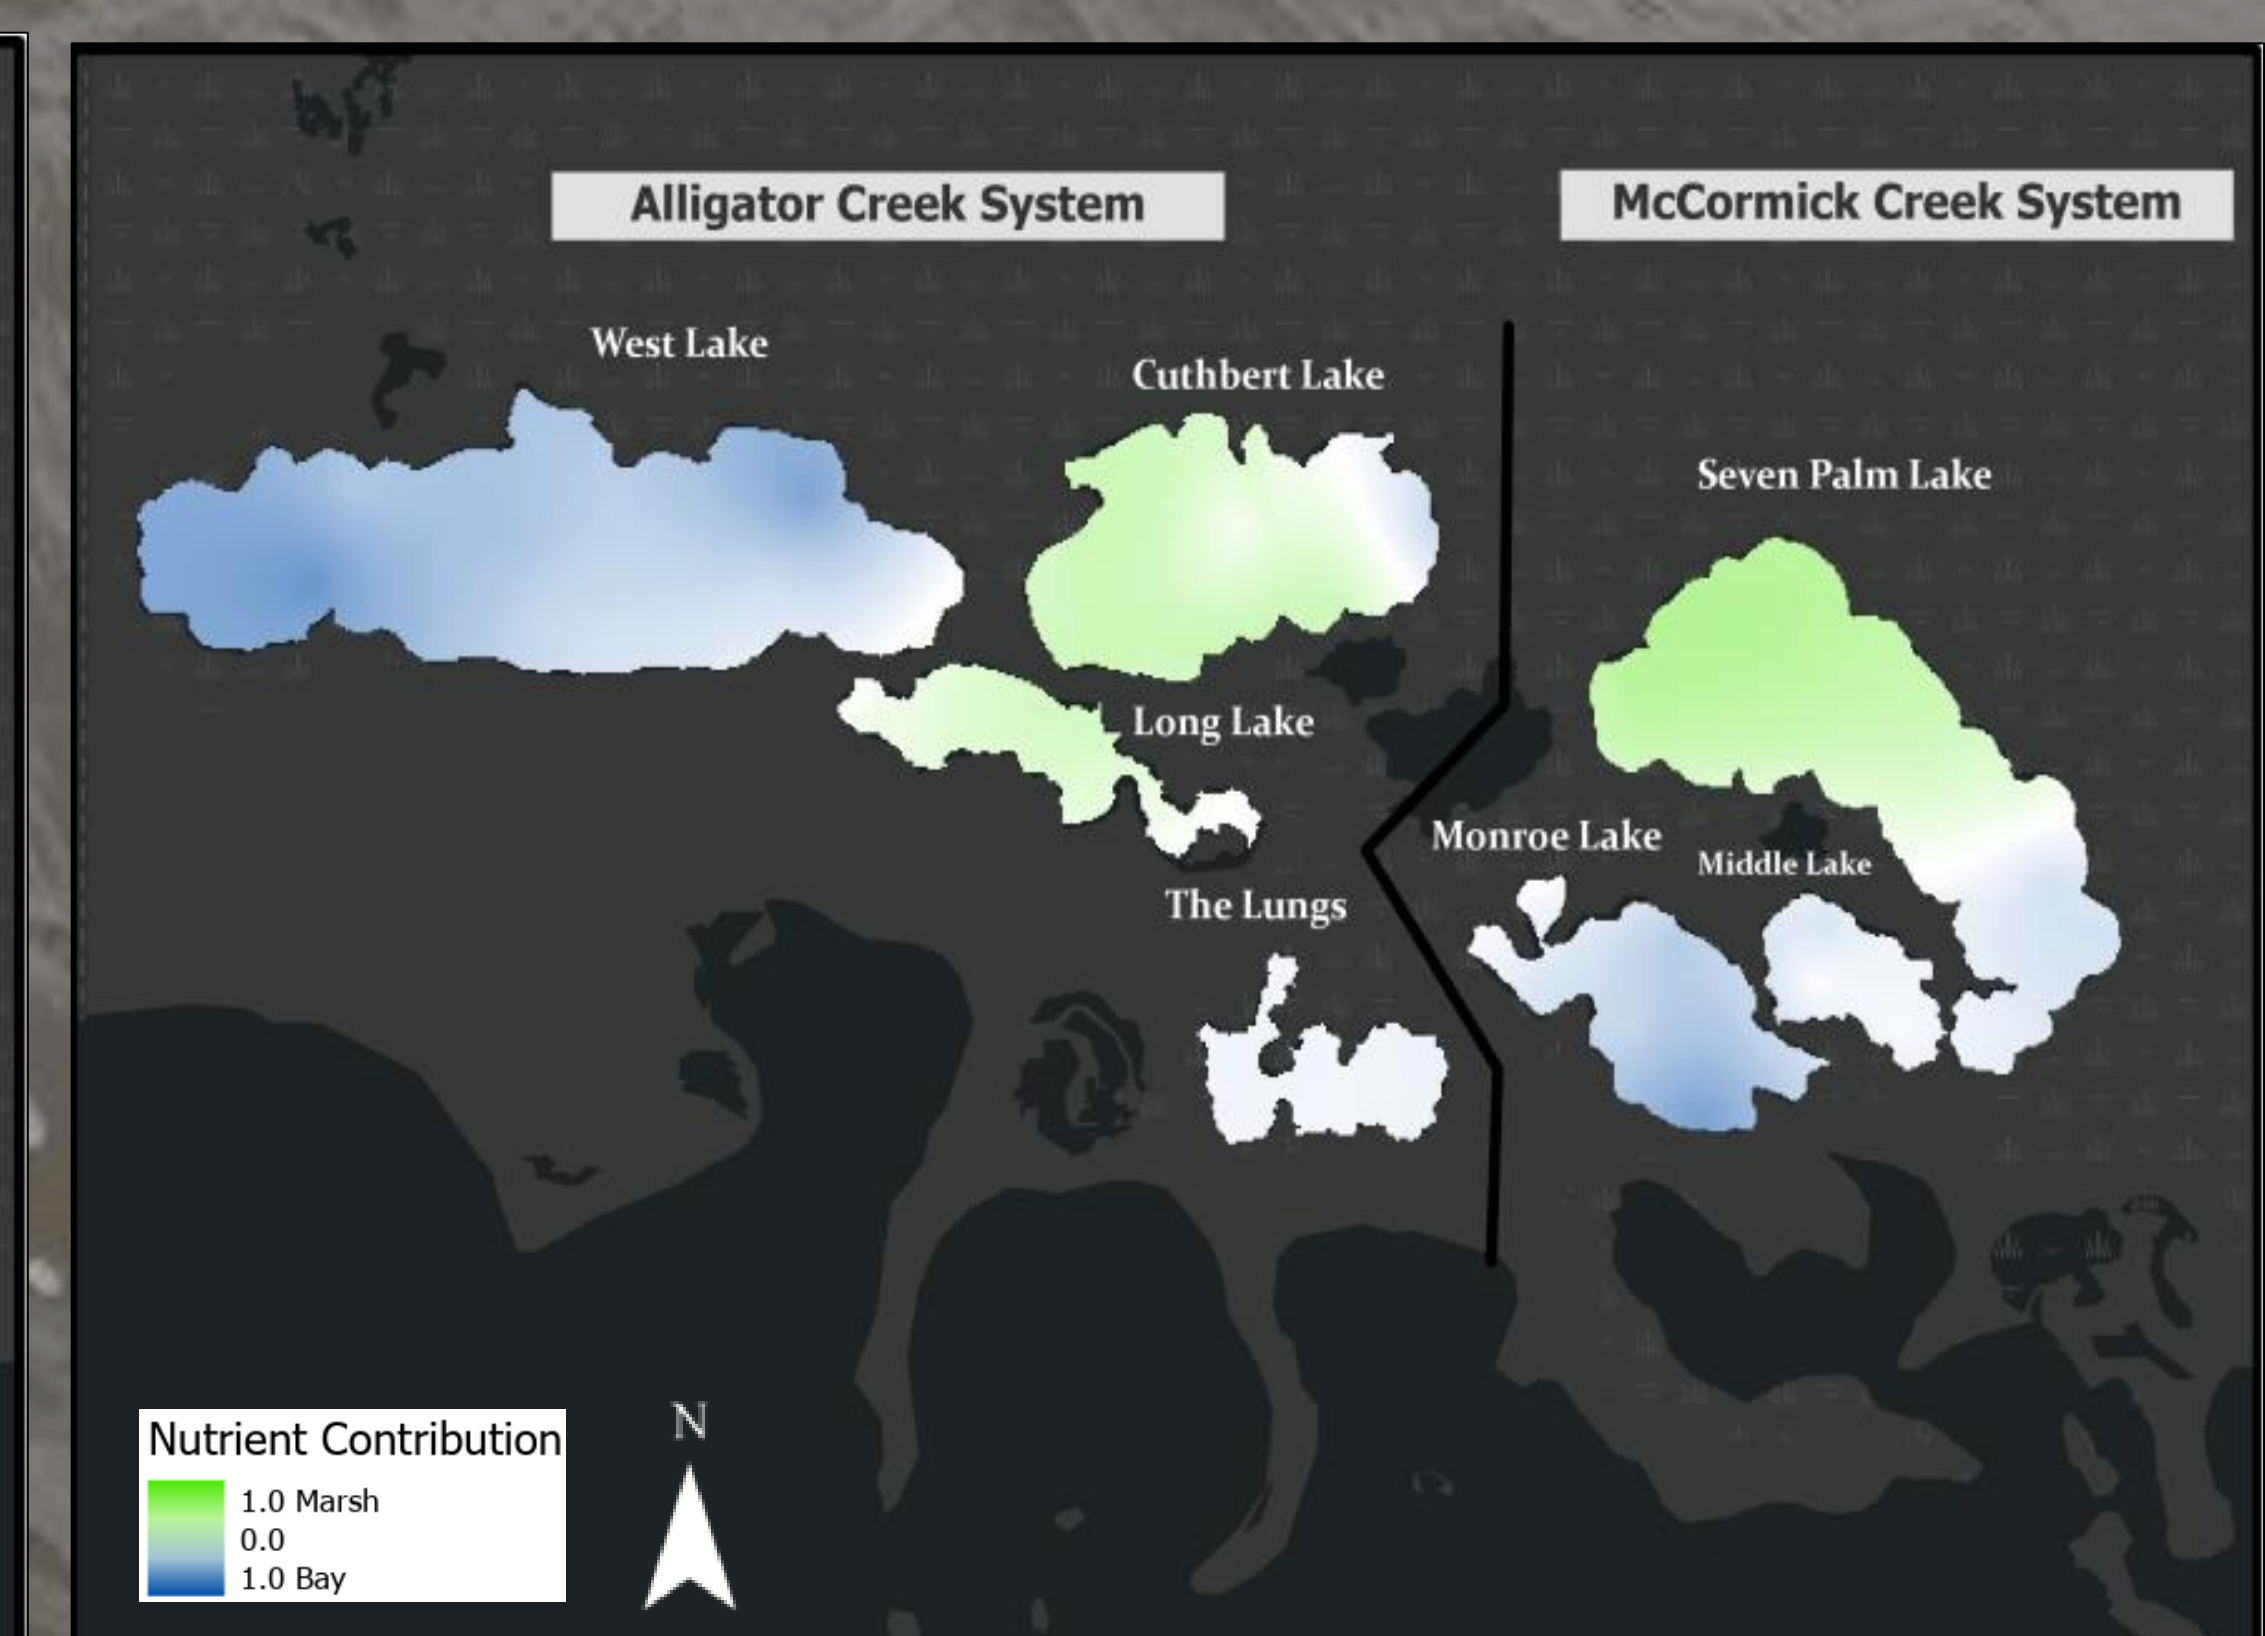 Alligator Creek System
McCormick Creek System
West Lake
Cuthbert Lake
Seven Palm Lake
Long Lake
Monroe Lake
Middle Lake
The Lungs
Nutrient Contribution
1.0 Marsh
0.0
1.0 Bay
N